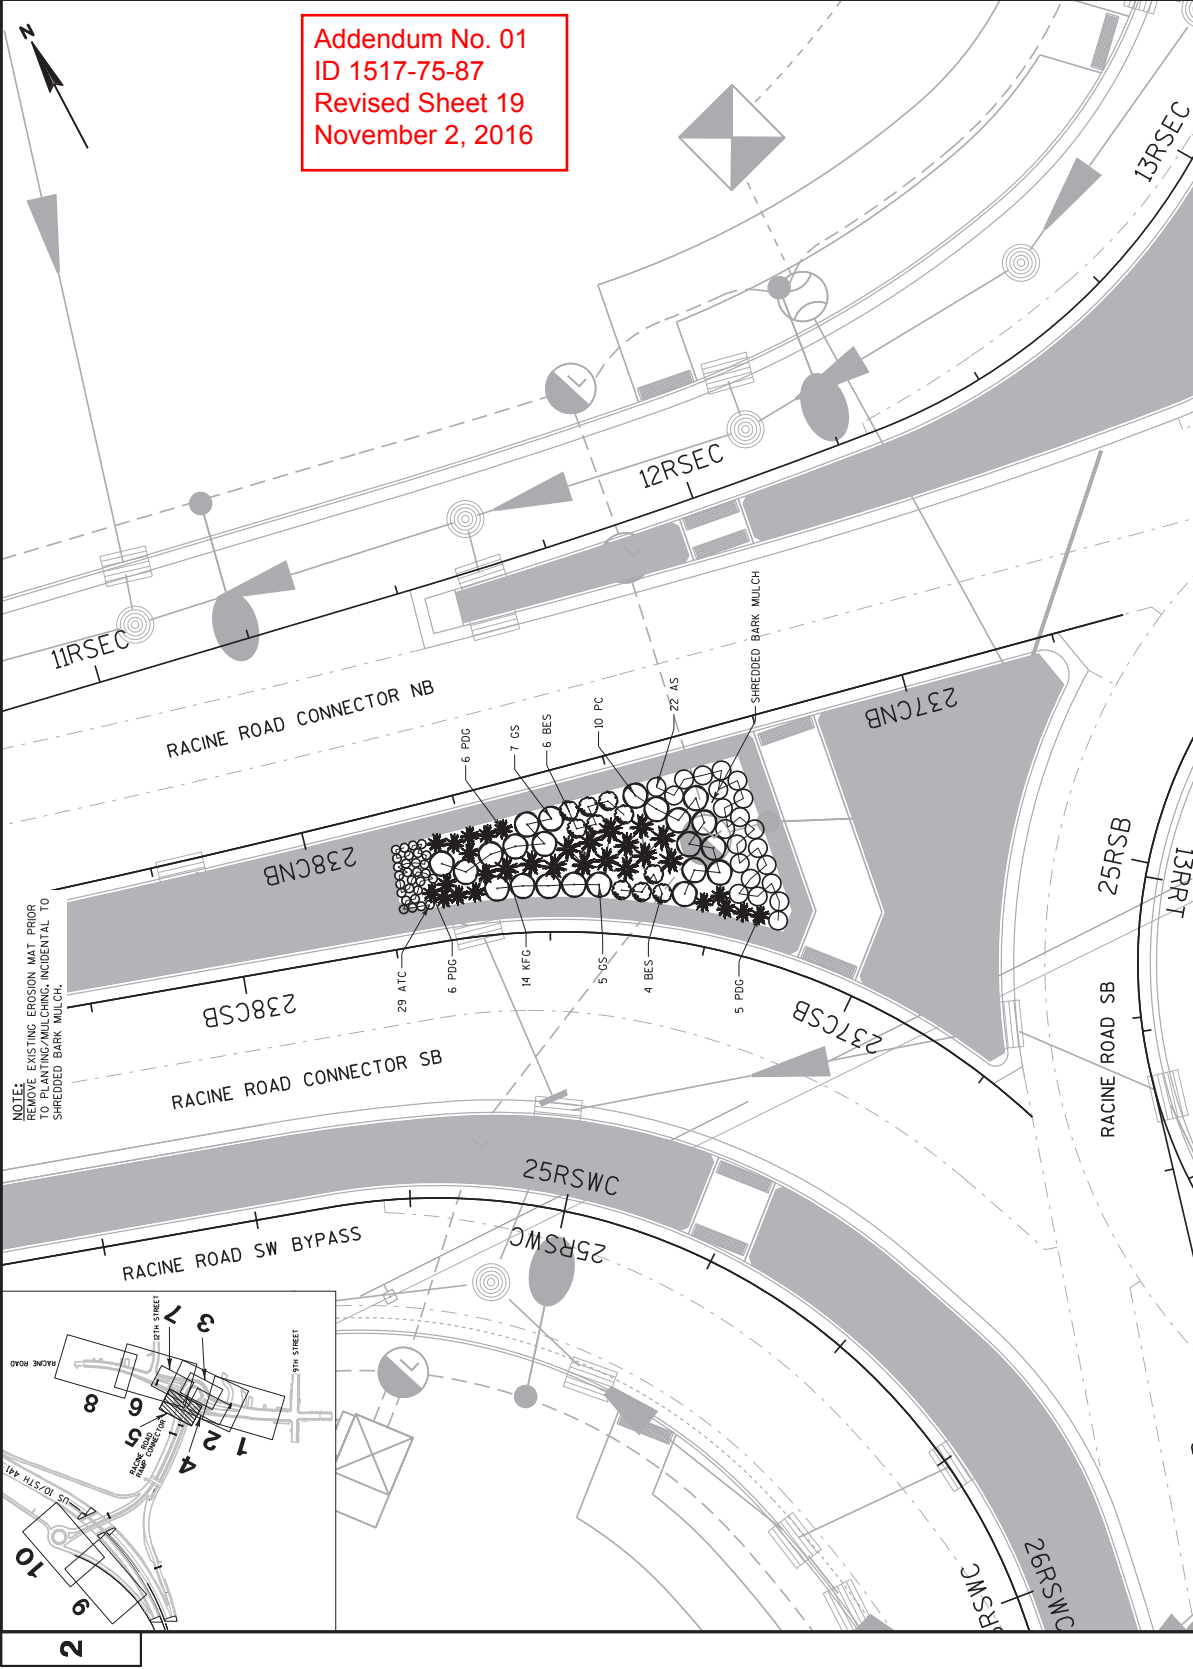 Addendum No. 01
ID 1517-75-87
Revised Sheet 19
November 2, 2016
N
13RSEC
12RSEC
11RSEC
RACINE ROAD CONNECTOR NB
6 PDG
7 GS
6 BES
10 PC
22 AS
SHREDDED BARK MULCH
237CNB
238CNB
25RSB
13RRT
NOTE:
REMOVE EXISTING EROSION MAT PRIOR
TO PLANTING/MULCHING, INCIDENTAL TO
SHREDDED BARK MULCH.
29 ATC
6 PDG
14 KFG
5 GS
4 BES
5 PDG
238CSB
237CSB
RACINE ROAD CONNECTOR SB
RACINE ROAD SB
25RSWC
25RSWC
RACINE ROAD SW BYPASS
RACINE ROAD
12TH STREET
9TH STREET
RACINE ROAD
RAMP CONNECTOR
US 10/STH 441
1
2
3
4
5
6
7
8
9
10
26RSWC
RSWC
2